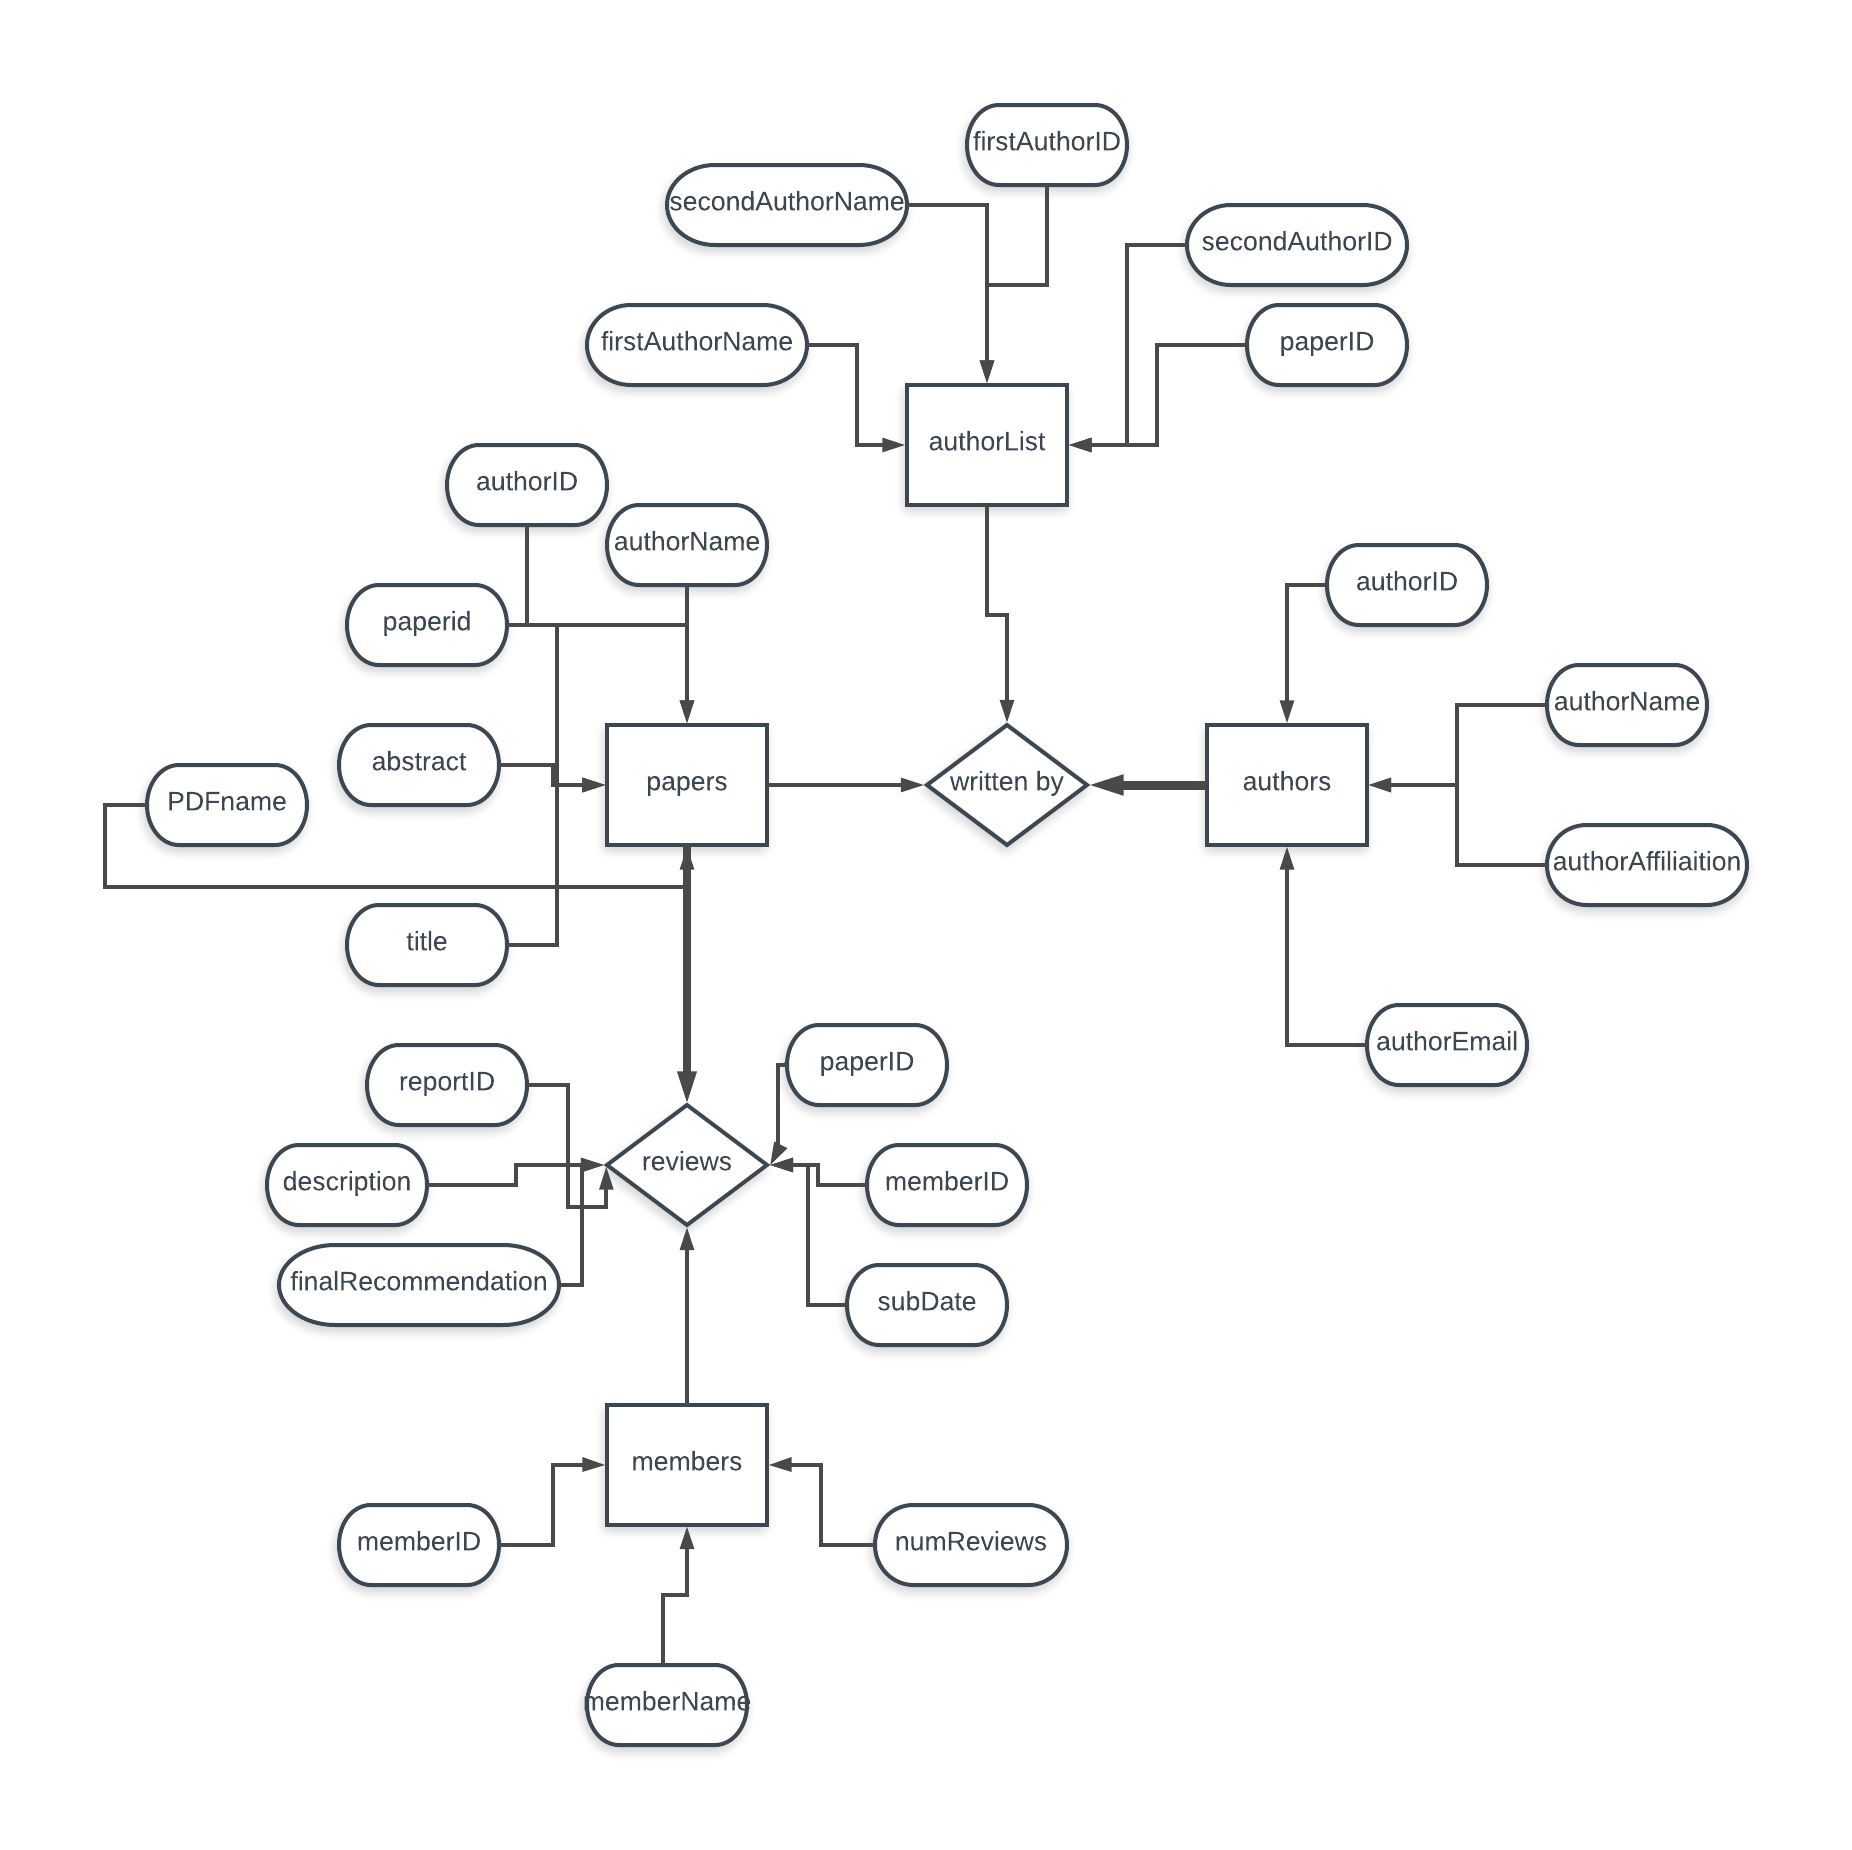 firstAuthorID
secondAuthorName
secondAuthorID
firstAuthorName
paperID
authorList
authorID
authorName
authorID
paperid
authorName
abstract
papers
written by
authors
PDFname
authorAffiliaition
title
authorEmail
paperID
reportID
reviews
description
memberID
finalRecommendation
subDate
members
memberID
numReviews
memberName